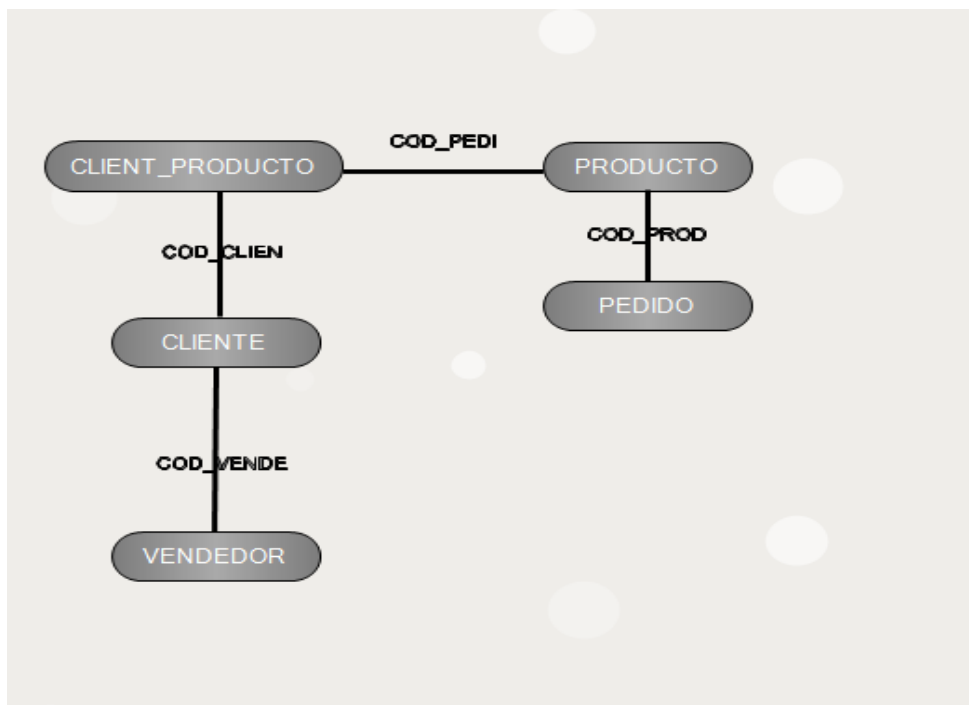 COD_PEDI
CLIENT_PRODUCTO
PRODUCTO
COD_CLIEN
COD_PROD
PEDIDO
CLIENTE
COD_VENDE
VENDEDOR